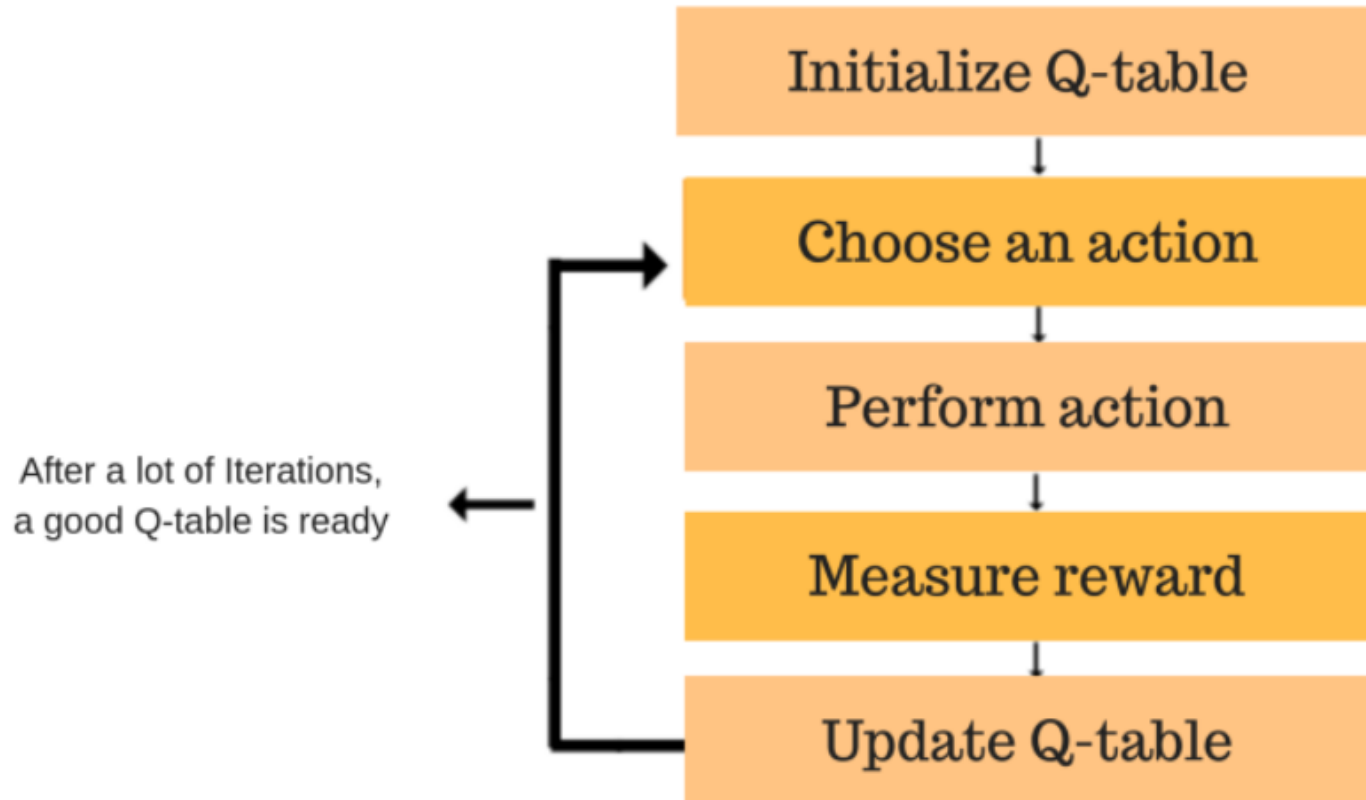 Initialize Q-table
Choose an action
Perform action
After a lot of Iterations,
a good Q-table is ready
Measure reward
Update Q-table